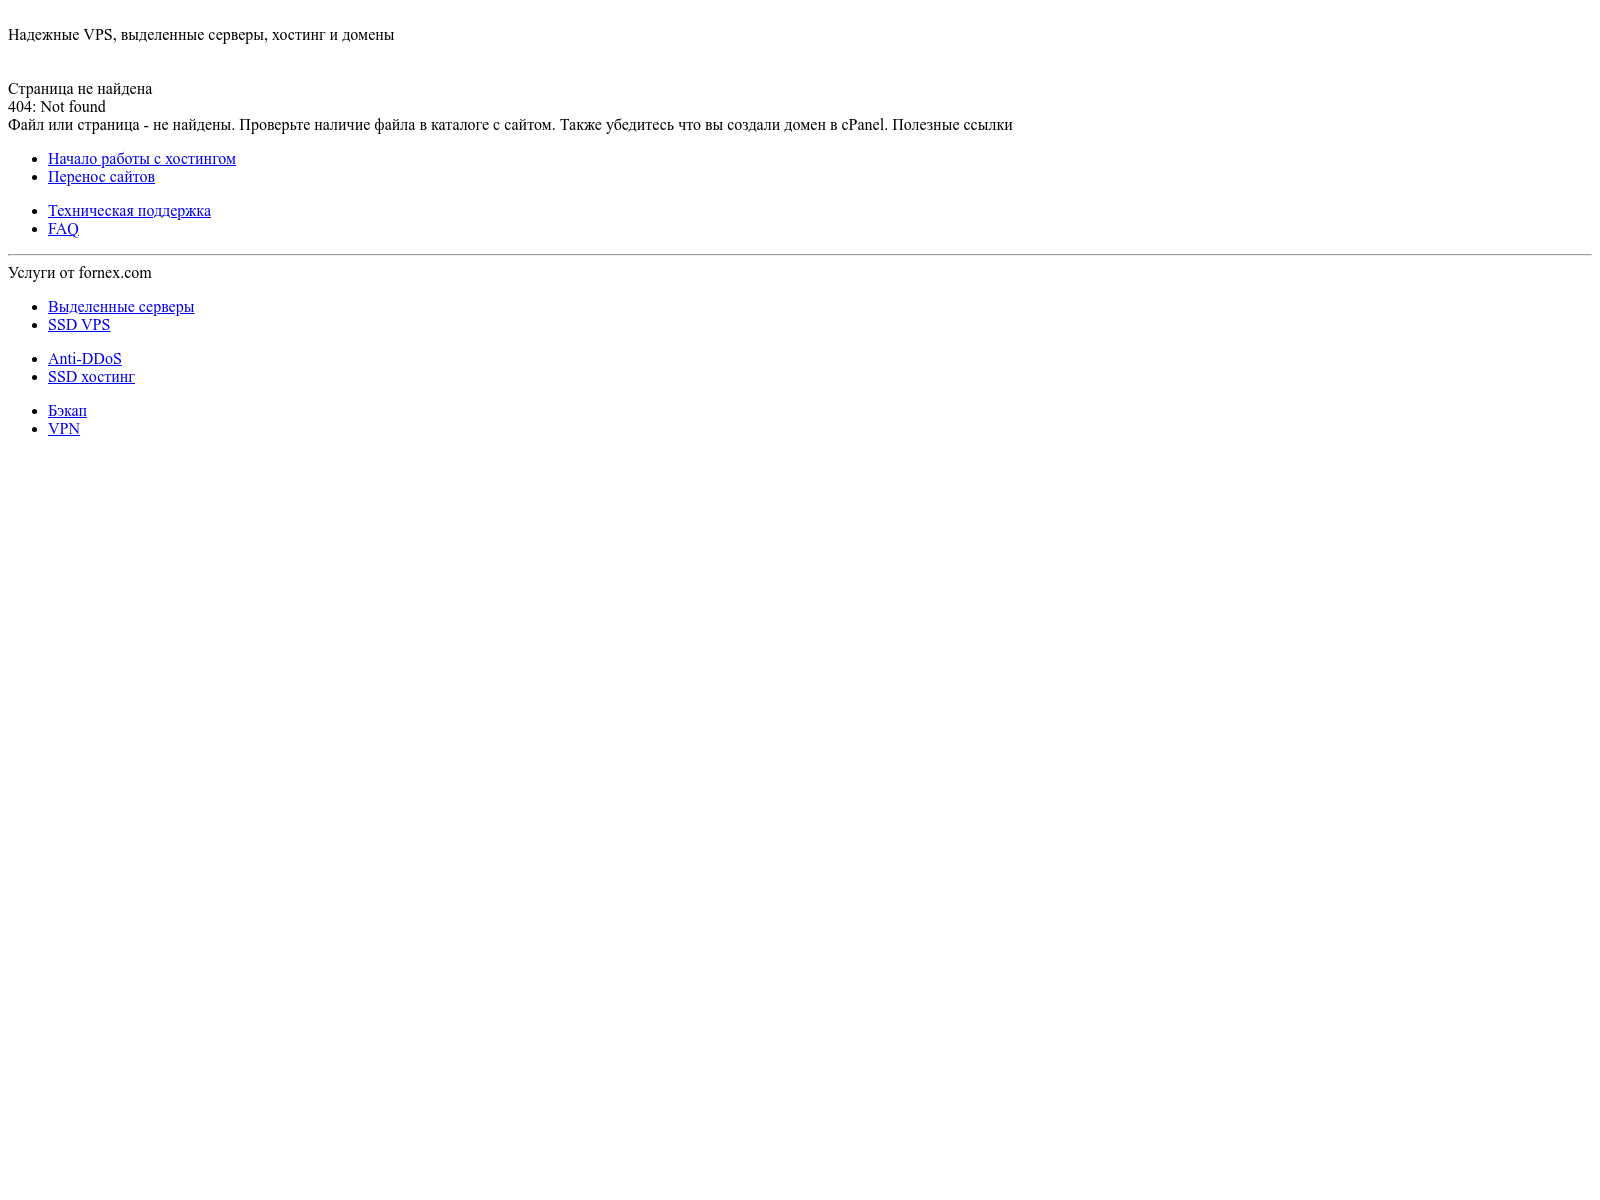 Надежные VPS, выделенные серверы, хостинг и домены
Страница не найдена
404: Not found
Файл или страница - не найдены. Проверьте наличие файла в каталоге с сайтом. Также убедитесь что вы создали домен в cPanel. Полезные ссылки
Начало работы с хостингом
Перенос сайтов
Техническая поддержка
FAQ
Услуги от fornex.com
Выделенные серверы
SSD VPS
Anti-DDoS
SSD хостинг
Бэкап
VPN